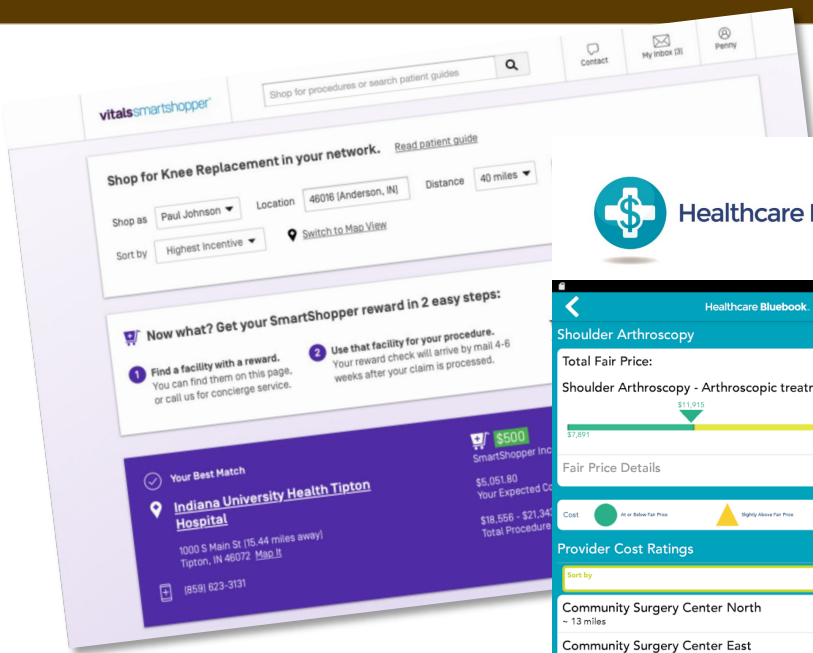 vitalssmartshopper
Shop for procedures or search patient guides
Contact
My Inbox (3)
Penny
Shop for Knee Replacement in your network. Read patient guide
Shop as Paul Johnson Location 46016 (Anderson, IN) Distance 40 miles
Sort by Highest Incentive Switch to Map View
Now what? Get your SmartShopper reward in 2 easy steps:
1 Find a facility with a reward.
You can find them on this page,
or call us for concierge service.
2 Use that facility for your procedure.
Your reward check will arrive by mail 4-6
weeks after your claim is processed.
Your Best Match
Indiana University Health Tipton
Hospital
1000 S Main St (15.44 miles away)
Tipton, IN 46072 Map It
(859) 623-3131
$500
SmartShopper Inc
$5,051.80
Your Expected Co
$18,556 - $21,343
Total Procedure
Healthcare
Healthcare Bluebook.
Shoulder Arthroscopy
Total Fair Price:
Shoulder Arthroscopy - Arthroscopic treatr
$11,915
$7,891
Fair Price Details
Cost At or Below Fair Price Slightly Above Fair Price
Provider Cost Ratings
Sort by
Community Surgery Center North
~ 13 miles
Community Surgery Center East